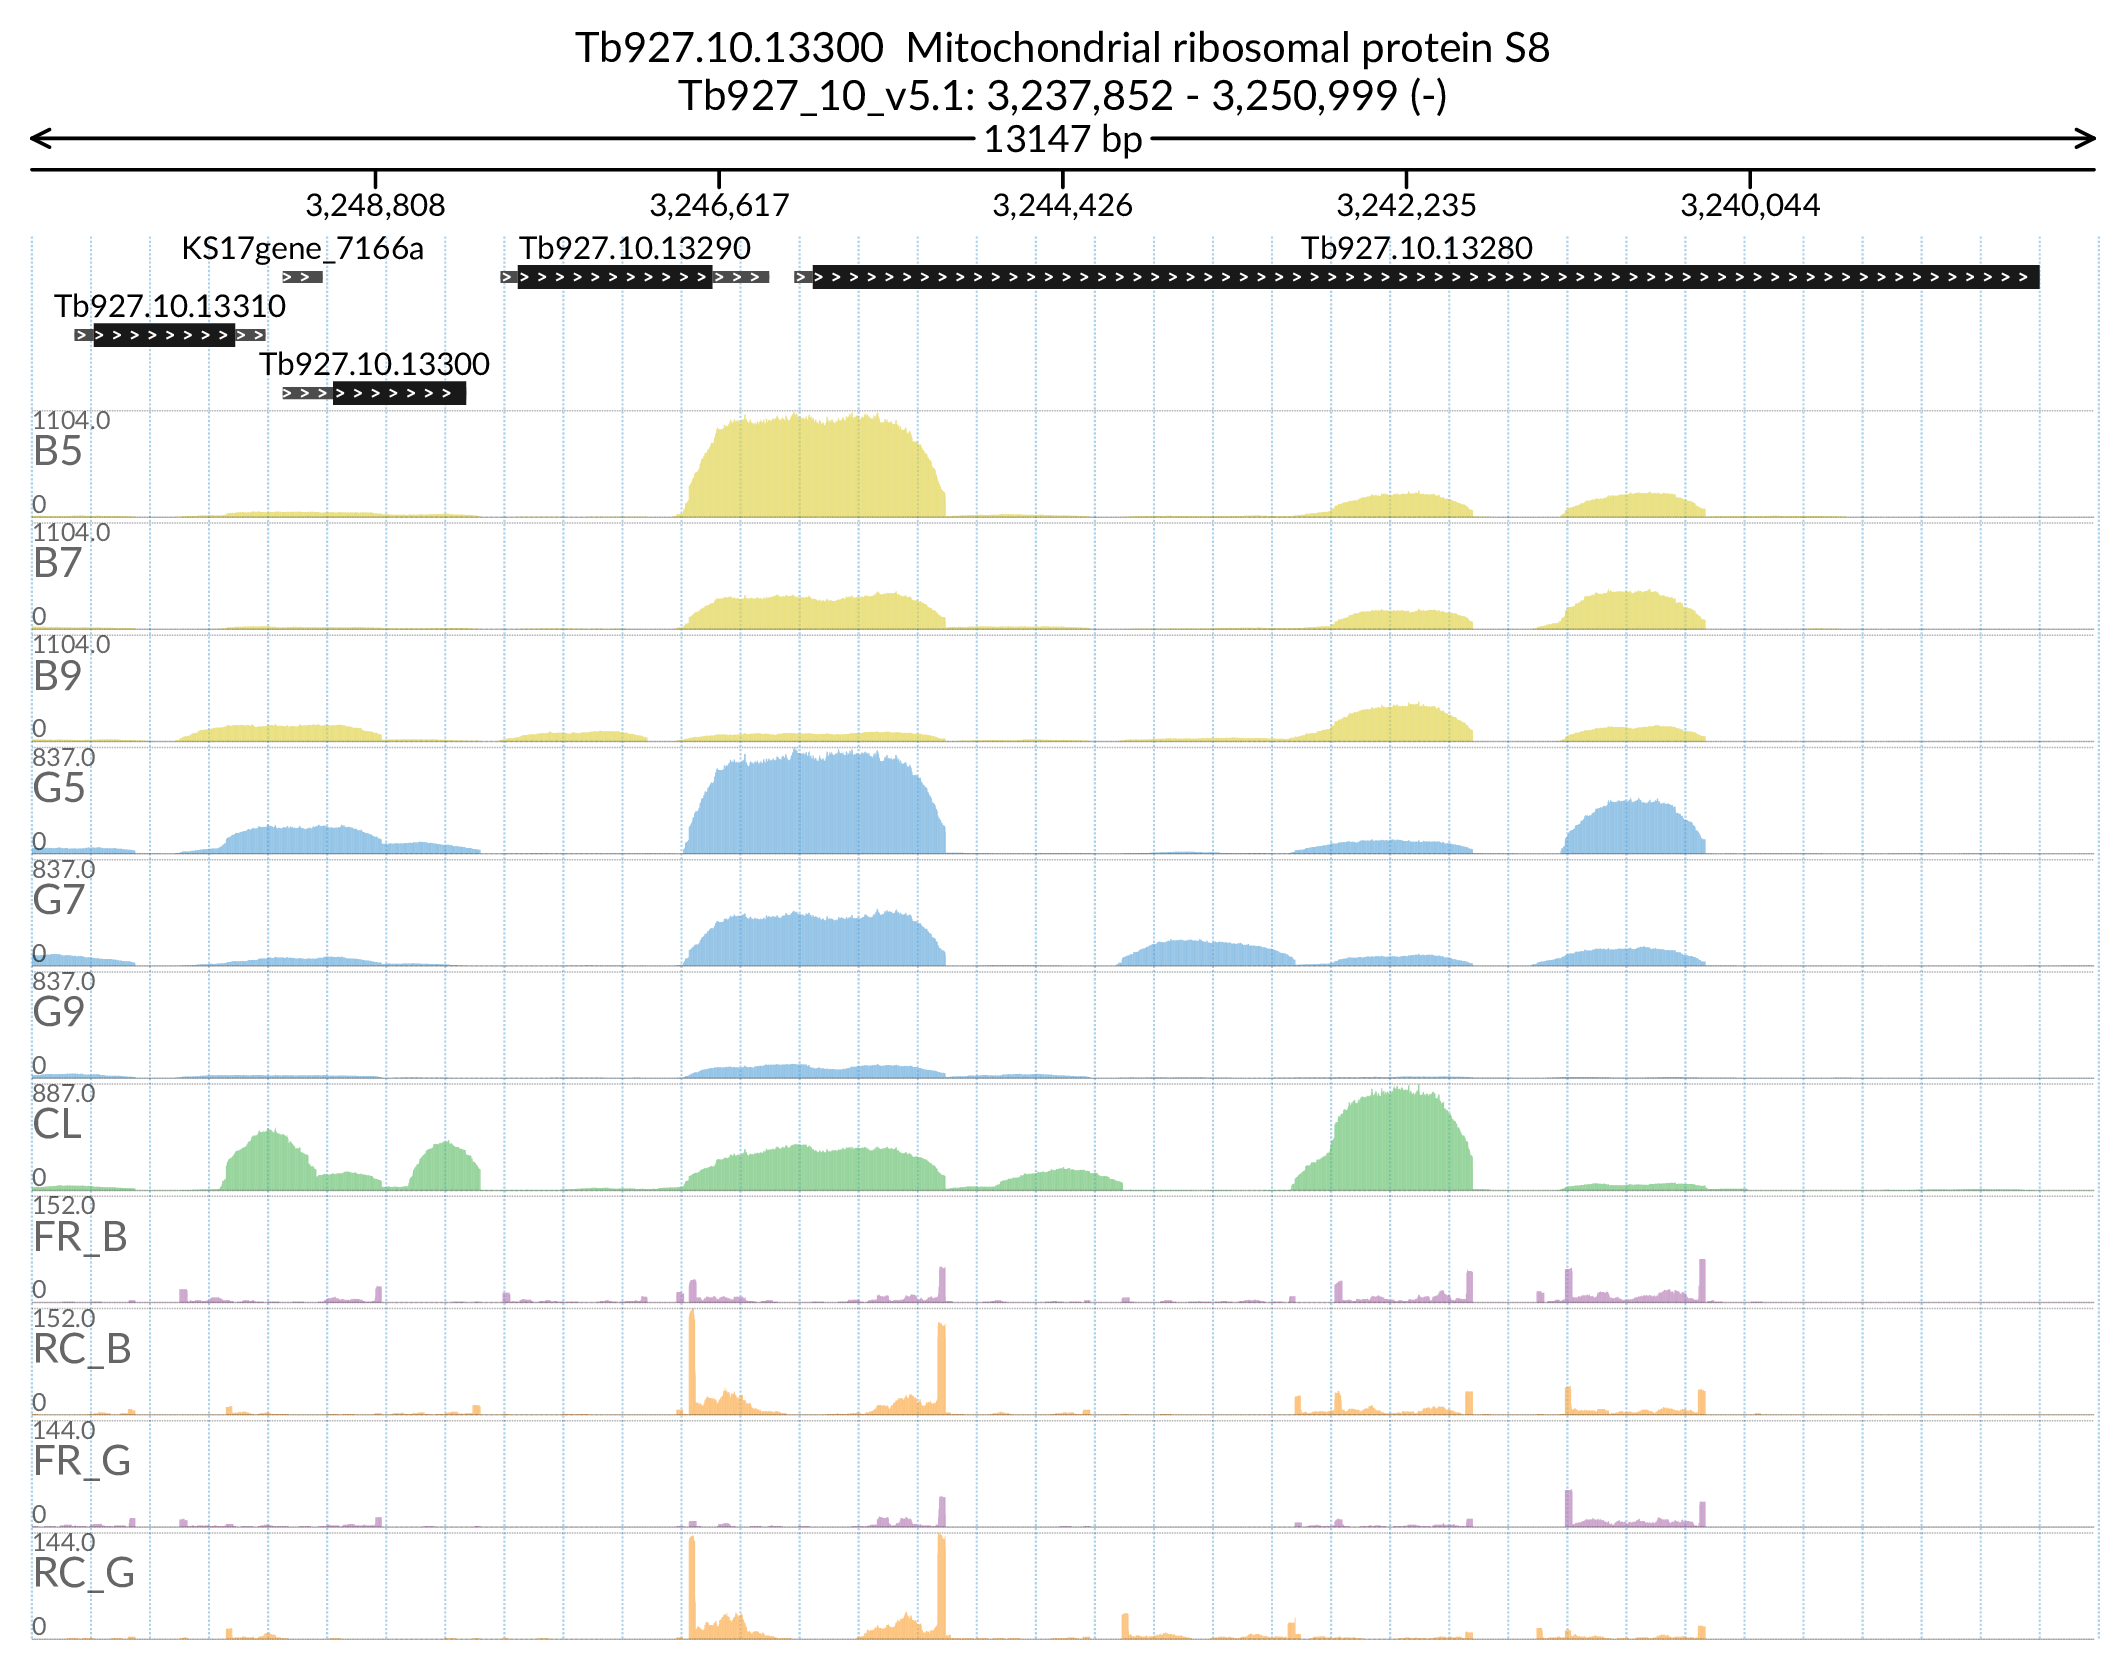 Tb927.10.13300  Mitochondrial ribosomal protein S8
Tb927_10_v5.1: 3,237,852 - 3,250,999 (-)
13147 bp
3,248,808 3,246,617 3,244,426 3,242,235 3,240,044
KS17gene_7166a Tb927.10.13290 Tb927.10.13280
Tb927.10.13310
Tb927.10.13300
1104.0
B5
0
1104.0
B7
0
1104.0
B9
0
837.0
G5
0
837.0
G7
0
837.0
G9
0
887.0
CL
0
152.0
FR_B
0
152.0
RC_B
0
144.0
FR_G
0
144.0
RC_G
0